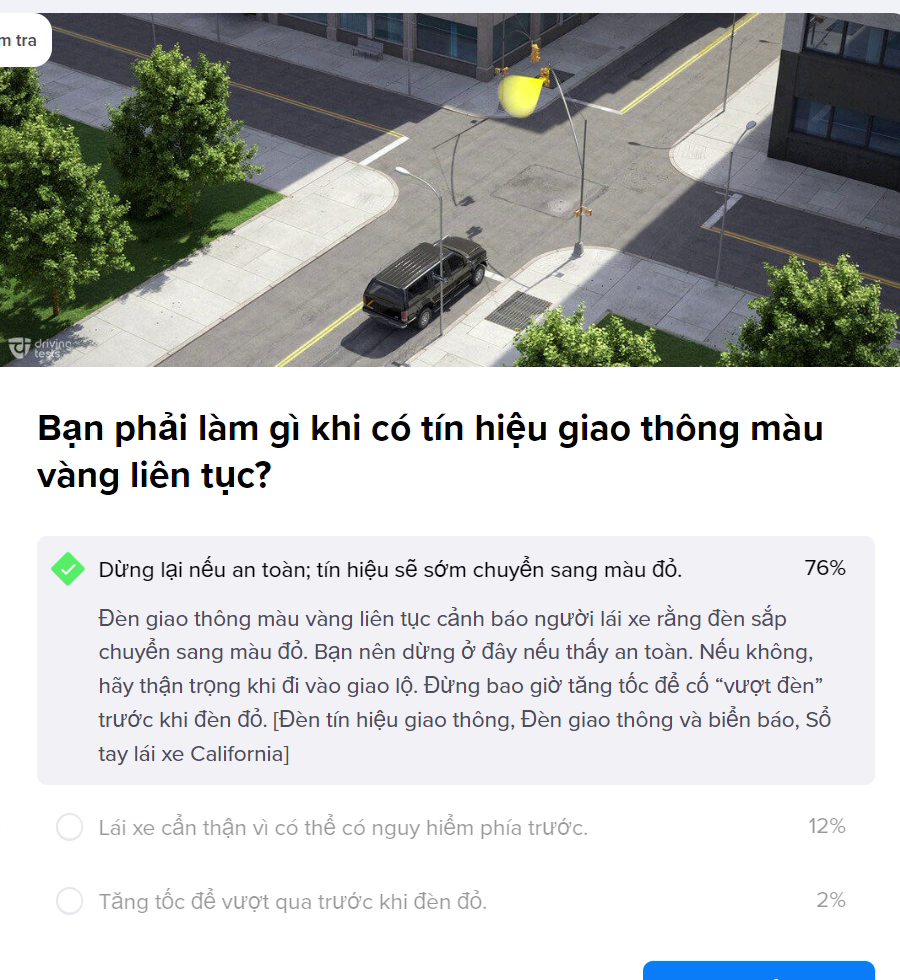 m tra
driving
tests
Bạn phải làm gì khi có tín hiệu giao thông màu
vàng liên tục?
Dừng lại nếu an toàn; tín hiệu sẽ sớm chuyển sang màu đỏ.
76%
Đèn giao thông màu vàng liên tục cảnh báo người lái xe rằng đèn sắp
chuyển sang màu đỏ. Bạn nên dừng ở đây nếu thấy an toàn. Nếu không,
hãy thận trọng khi đi vào giao lộ. Đừng bao giờ tăng tốc để cố “vượt đèn”
trước khi đèn đỏ. [Đèn tín hiệu giao thông, Đèn giao thông và biển báo, Sổ
tay lái xe California]
Lái xe cẩn thận vì có thể có nguy hiểm phía trước.
12%
Tăng tốc để vượt qua trước khi đèn đỏ.
2%